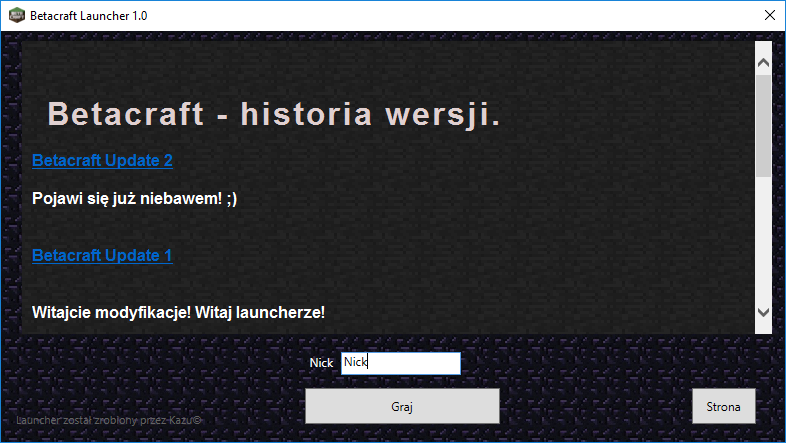 Betacraft Launcher 1.0
Betacraft - historia wersji.
Betacraft Update 2
Pojawi się już niebawem! ;)
Betacraft Update 1
Witajcie modyfikacje! Witaj launcherze!
Nick Nick
Graj
Strona
Launcher został zroblony przez Kazu©